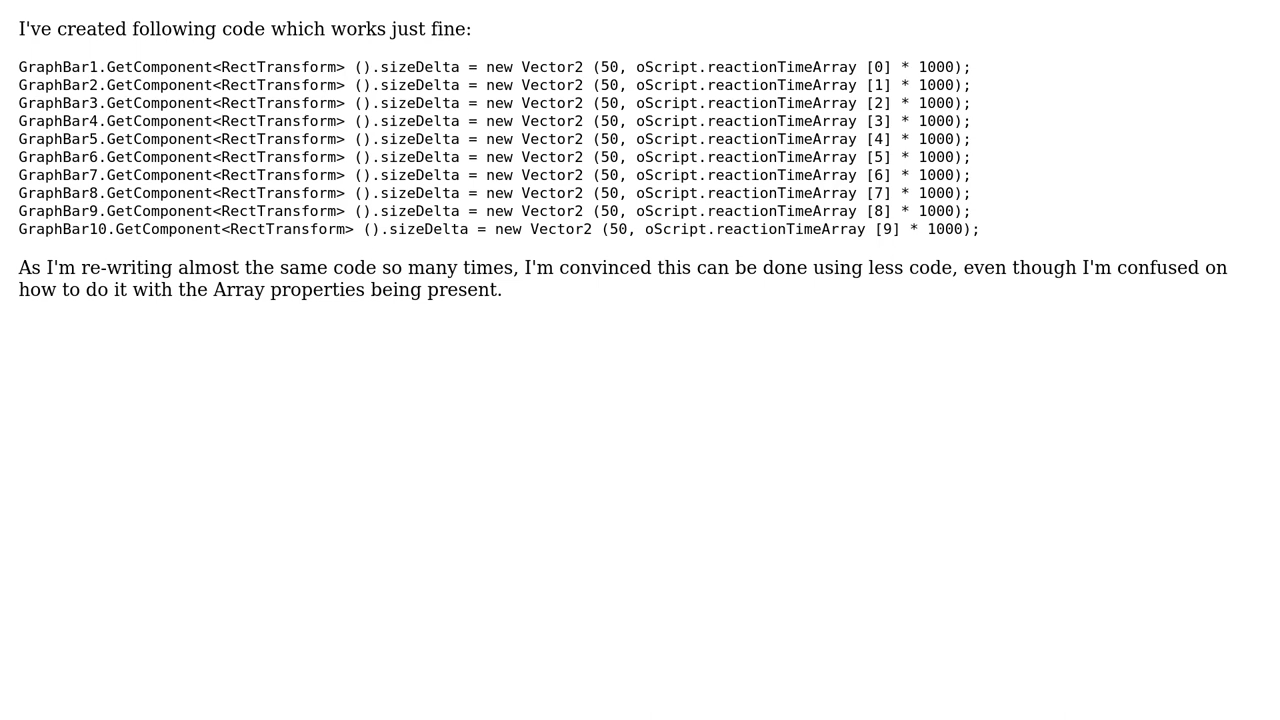 I've created following code which works just fine:
GraphBar1.GetComponent<RectTransform> ().sizeDelta = new Vector2 (50, oScript.reactionTimeArray [0] * 1000);
GraphBar2.GetComponent<RectTransform> ().sizeDelta = new Vector2 (50, oScript.reactionTimeArray [1] * 1000);
GraphBar3.GetComponent<RectTransform> ().sizeDelta = new Vector2 (50, oScript.reactionTimeArray [2] * 1000);
GraphBar4.GetComponent<RectTransform> ().sizeDelta = new Vector2 (50, oScript.reactionTimeArray [3] * 1000);
GraphBar5.GetComponent<RectTransform> ().sizeDelta = new Vector2 (50, oScript.reactionTimeArray [4] * 1000);
GraphBar6.GetComponent<RectTransform> ().sizeDelta = new Vector2 (50, oScript.reactionTimeArray [5] * 1000);
GraphBar7.GetComponent<RectTransform> ().sizeDelta = new Vector2 (50, oScript.reactionTimeArray [6] * 1000);
GraphBar8.GetComponent<RectTransform> ().sizeDelta = new Vector2 (50, oScript.reactionTimeArray [7] * 1000);
GraphBar9.GetComponent<RectTransform> ().sizeDelta = new Vector2 (50, oScript.reactionTimeArray [8] * 1000);
GraphBar10.GetComponent<RectTransform> ().sizeDelta = new Vector2 (50, oScript.reactionTimeArray [9] * 1000);
As I'm re-writing almost the same code so many times, I'm convinced this can be done using less code, even though I'm confused on
how to do it with the Array properties being present.